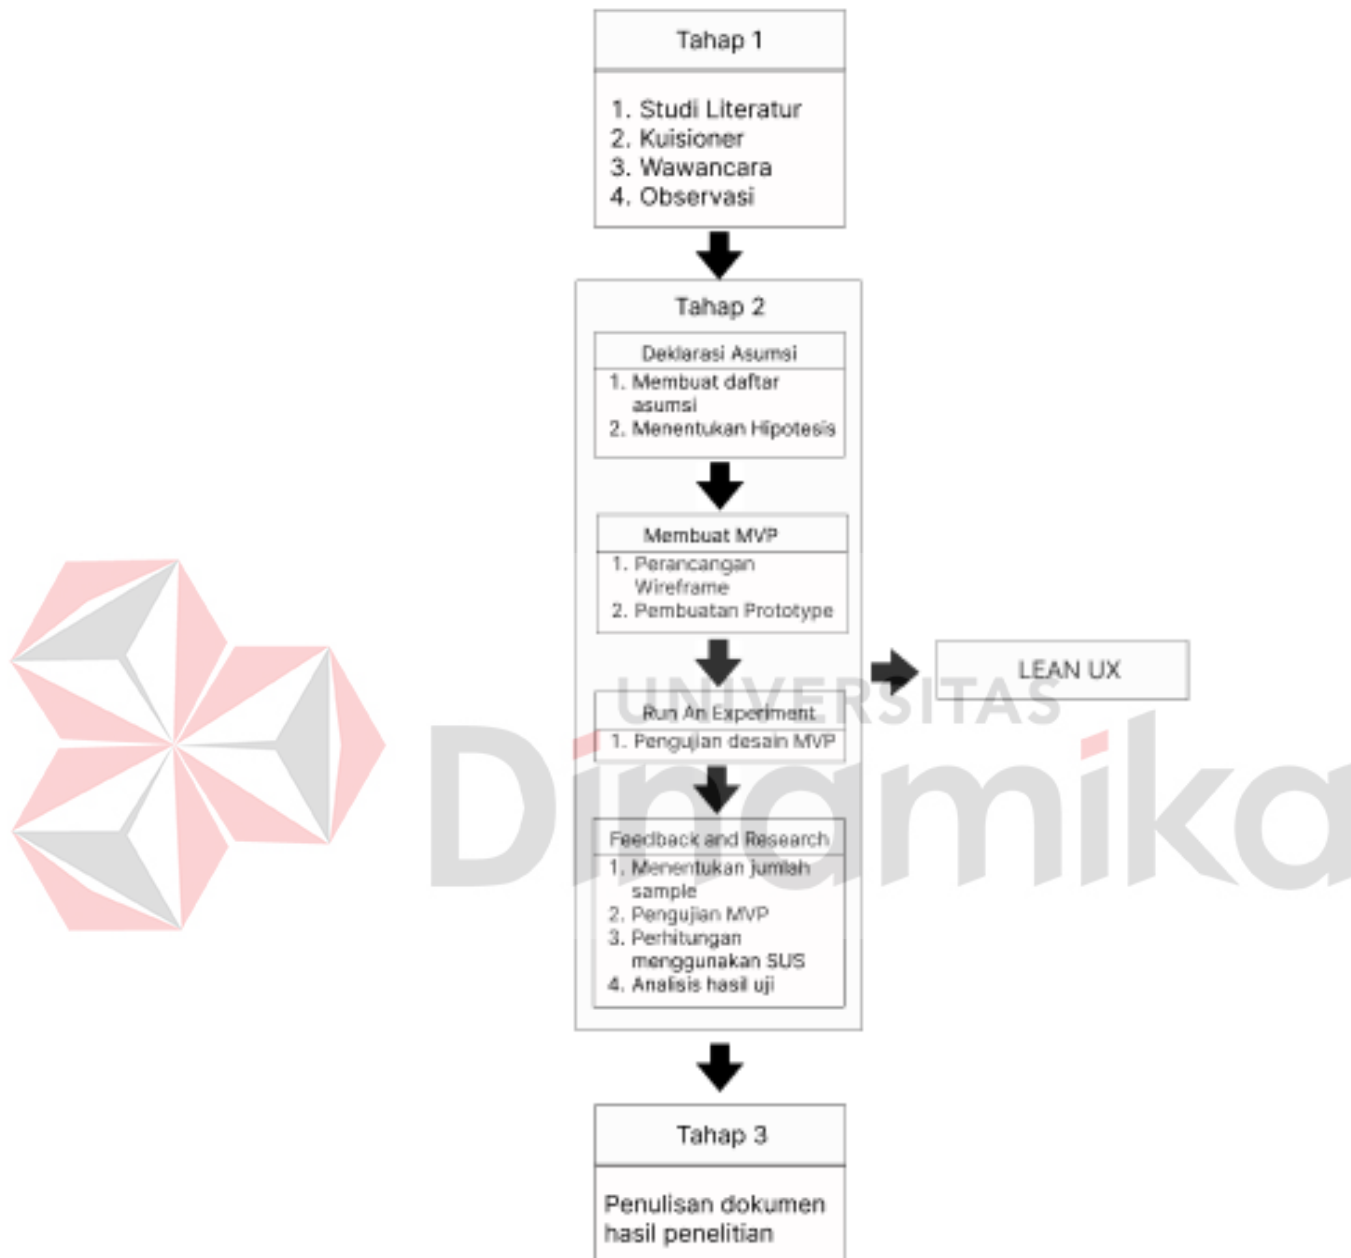 Tahap 1
1. Studi Literatur
2. Kuisioner
3. Wawancara
4. Observasi
Tahap 2
Deklarasi Asumsi
1. Membuat daftar
asumsi
2. Menentukan Hipotesis
Membuat MVP
1. Perancangan
Wireframe
2. Pembuatan Prototype
LEAN UX
UNIVERSITAS
Dinamika
Run An Experiment
1. Pengujian desain MVP
Feedback and Research
1. Menentukan jumlah
sample
2. Pengujian MVP
3. Perhitungan
menggunakan SUS
4. Analisis hasil uji
Tahap 3
Penulisan dokumen
hasil penelitian